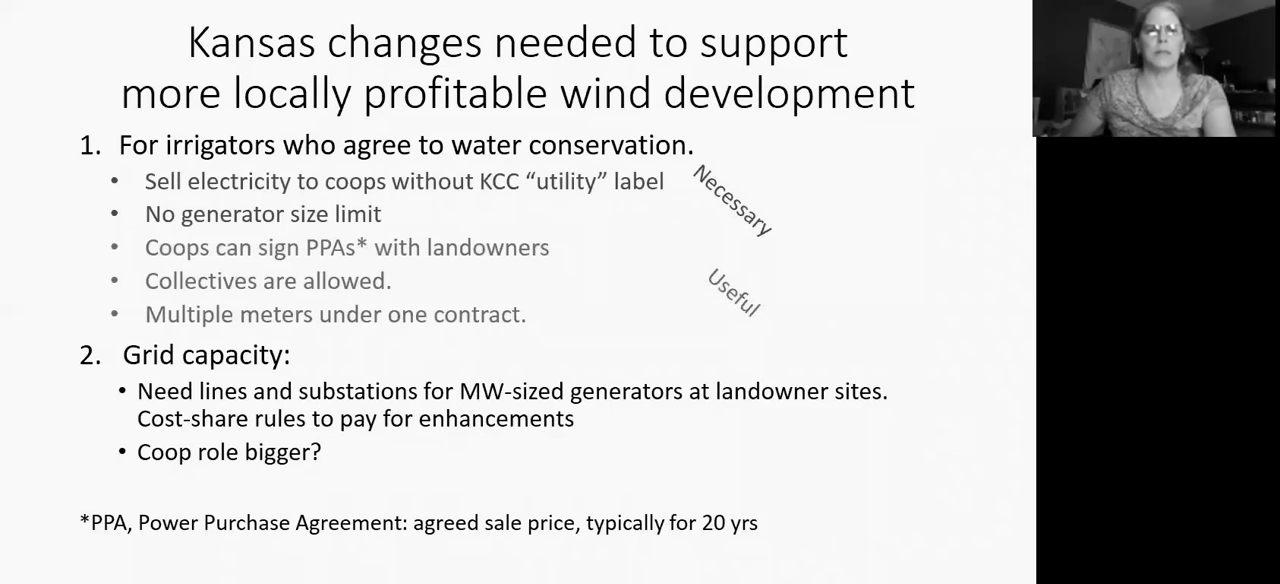 Kansas changes needed to support
more locally profitable wind development
1. For irrigators who agree to water conservation.
• Sell electricity to coops without KCC “utility” label
• No generator size limit
• Coops can sign PPAs* with landowners
• Collectives are allowed.
• Multiple meters under one contract.
Necessary
Useful
2. Grid capacity:
• Need lines and substations for MW-sized generators at landowner sites.
Cost-share rules to pay for enhancements
• Coop role bigger?
*PPA, Power Purchase Agreement: agreed sale price, typically for 20 yrs